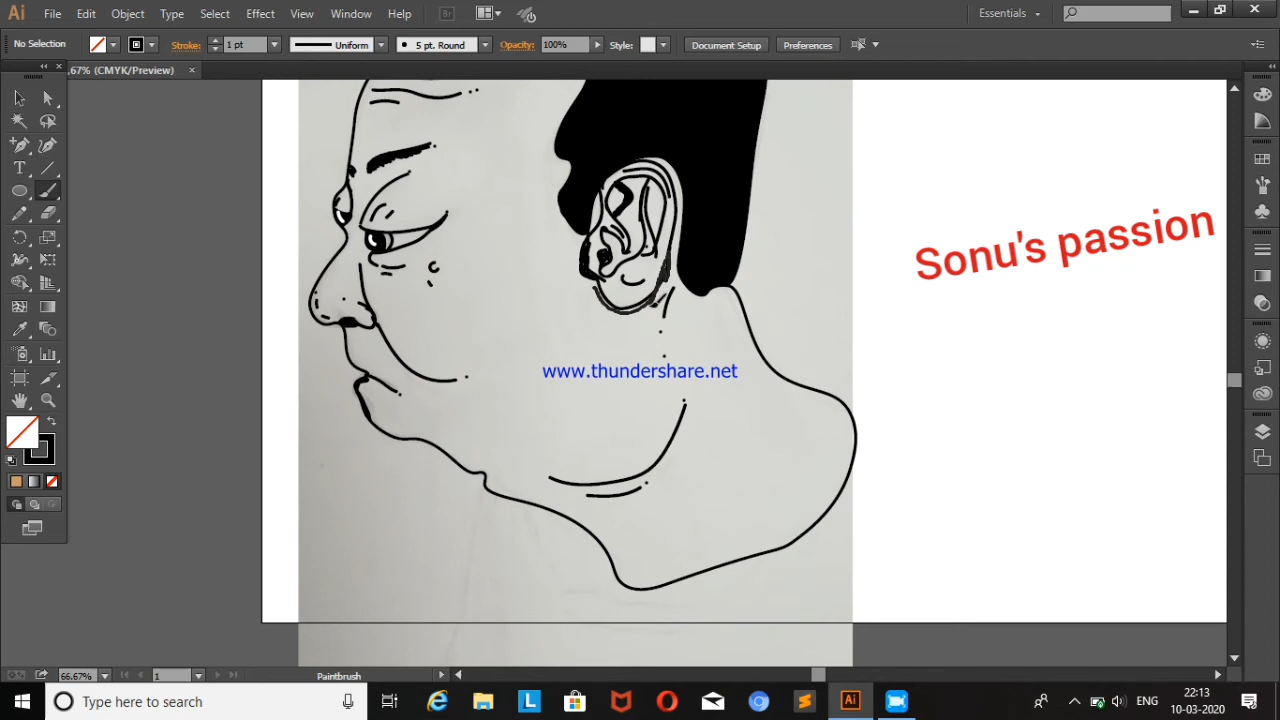 Ai File Edit Object Type Select Effect View Window Help Br Essentials
No Selection Stroke: 1 pt Uniform 5 pt. Round Opacity: 100% Style: Document Setup Preferences
.67% (CMYK/Preview)
Sonu's passion
www.thundershare.net
66.67% 1 Paintbrush
Type here to search L Ai ENG 22:13
10-03-2020